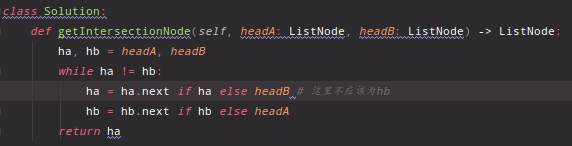 class Solution:
def getIntersectionNode(self, headA: ListNode, headB: ListNode) -> ListNode:
ha, hb = headA, headB
while ha != hb:
ha = ha.next if ha else headB # 这里不应该为hb
hb = hb.next if hb else headA
return ha